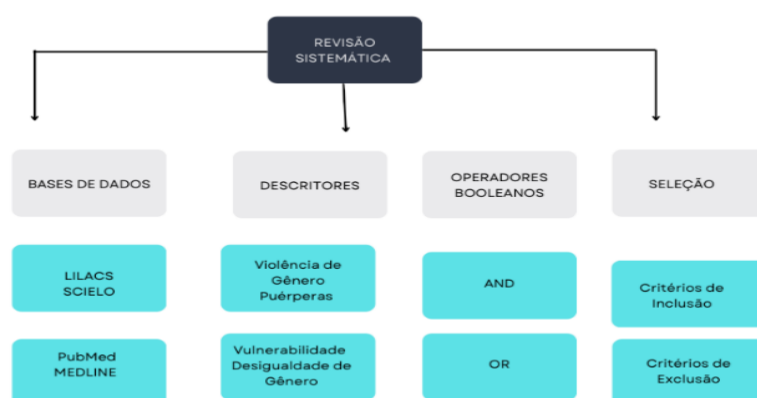 REVISÃO
SISTEMÁTICA
BASES DE DADOS
DESCRITORES
OPERADORES
BOOLEANOS
SELEÇÃO
LILACS
SCIELO
Violência de
Gênero
Puérperas
AND
Critérios de
Inclusão
PubMed
MEDLINE
Vulnerabilidade
Desigualdade de
Gênero
OR
Critérios de
Exclusão